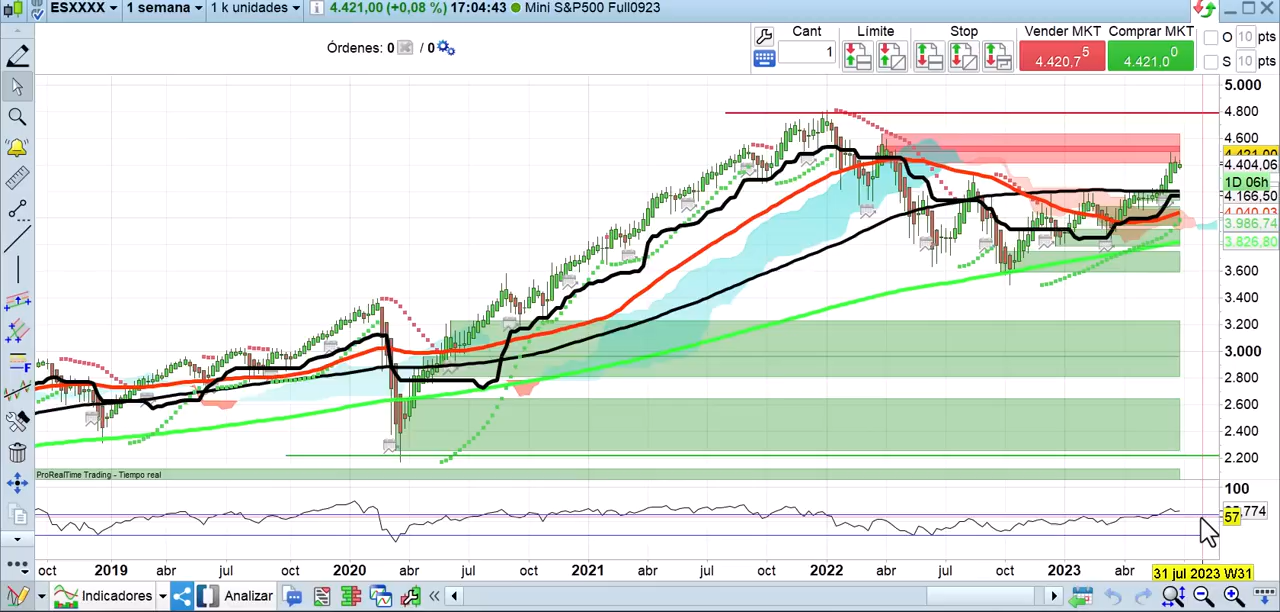 ESXXXX 1 semana 1 k unidades 4.421,00 (+0,08 %) 17:04:43 Mini S&P500 Full0923
Órdenes: 0 / 0
Cant Límite Stop Vender MKT Comprar MKT
1 4.420,7 5 4.421,0 0
O 10 pts
S 10 pts
5.000
4.800
4.600
4.421,00
4.404,06
1D 06h
4.166,50
4.040,03
3.986,74
3.826,80
3.600
3.400
3.200
3.000
2.800
2.600
2.400
2.200
ProRealTime Trading - Tiempo real
100
57
774
oct 2019 abr jul oct 2020 abr jul oct 2021 abr jul oct 2022 abr jul oct 2023 abr 31 jul 2023 W31
Indicadores Analizar